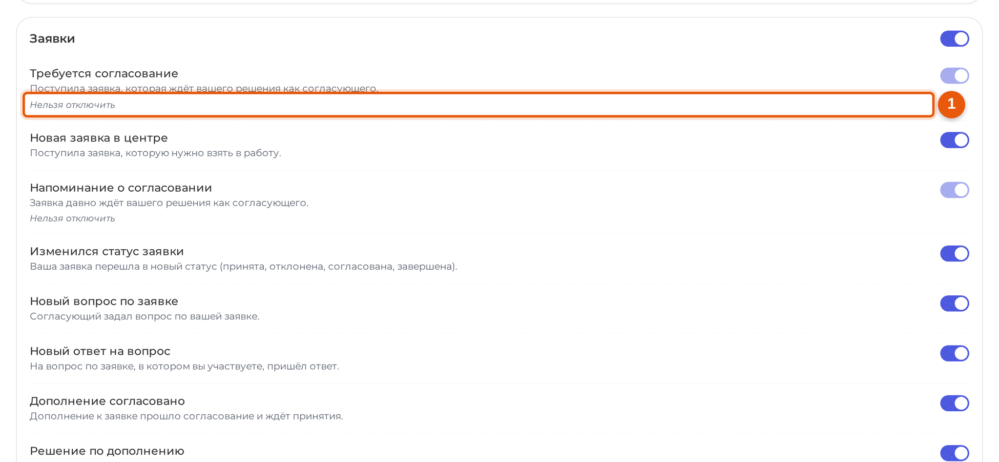 Заявки
Требуется согласование
Поступила заявка, которая ждёт вашего решения как согласующего.
Нельзя отключить
1
Новая заявка в центре
Поступила заявка, которую нужно взять в работу.
Напоминание о согласовании
Заявка давно ждёт вашего решения как согласующего.
Нельзя отключить
Изменился статус заявки
Ваша заявка перешла в новый статус (принята, отклонена, согласована, завершена).
Новый вопрос по заявке
Согласующий задал вопрос по вашей заявке.
Новый ответ на вопрос
На вопрос по заявке, в котором вы участвуете, пришёл ответ.
Дополнение согласовано
Дополнение к заявке прошло согласование и ждёт принятия.
Решение по дополнению